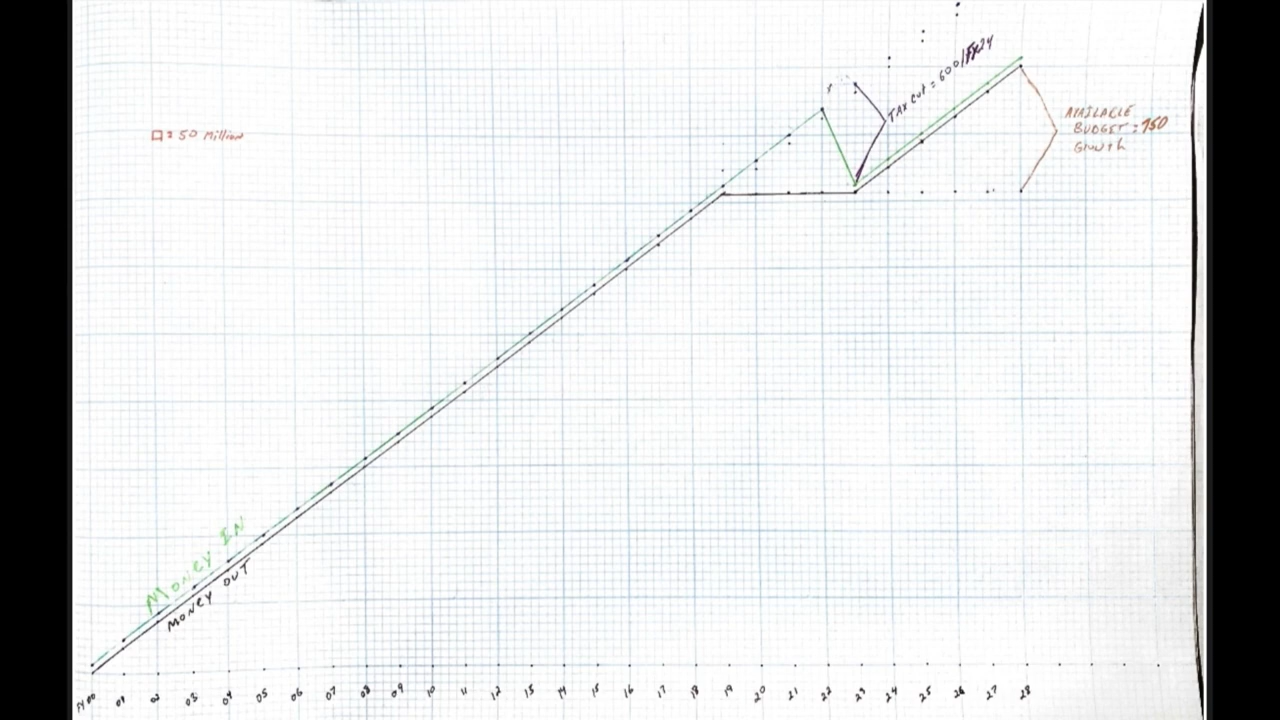 TAX CUT = 600/FY24
AVAILABLE
BUDGET = 750
Growth
□ = 50 Million
MONEY IN
MONEY OUT
FY00 01 02 03 04 05 06 07 08 09 10 11 12 13 14 15 16 17 18 19 20 21 22 23 24 25 26 27 28